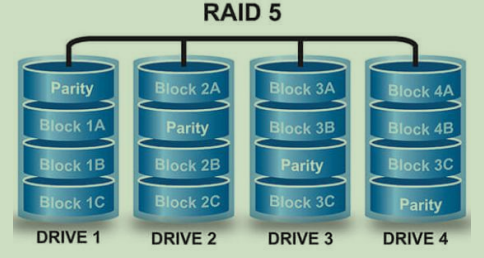 RAID 5
Parity Block 2A Block 3A Block 4A
Block 1A Parity Block 3B Block 4B
Block 1B Block 2B Parity Block 3C
Block 1C Block 2C Block 3C Parity
DRIVE 1 DRIVE 2 DRIVE 3 DRIVE 4